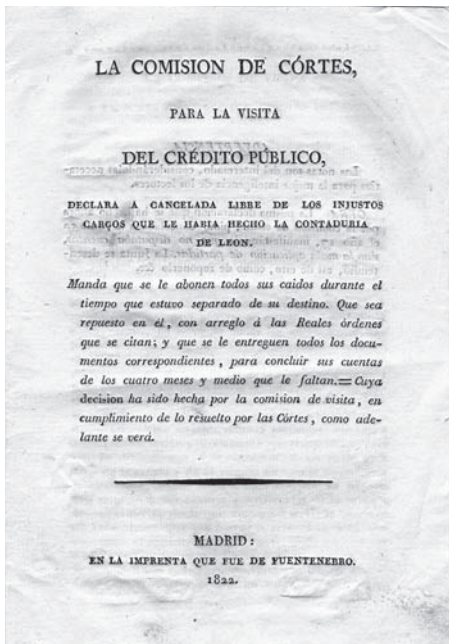 LA COMISION DE CÓRTES,
PARA LA VISITA
DEL CRÉDITO PÚBLICO,
DECLARA A CANCELADA LIBRE DE LOS INJUSTOS
CARGOS QUE LE HABIA HECHO LA CONTADURIA
DE LEON.
Manda que se le abonen todos sus caidos durante el
tiempo que estuvo separado de su destino. Que sea
repuesto en él, con arreglo á las Reales órdenes
que se citan; y que se le entreguen todos los docu-
mentos correspondientes, para concluir sus cuentas
de los cuatro meses y medio que le faltan.=Cuya
decision ha sido hecha por la comision de visita, en
cumplimiento de lo resuelto por las Córtes, como ade-
lante se verá.
MADRID:
EN LA IMPRENTA QUE FUE DE FUENTENEBRO.
1822.